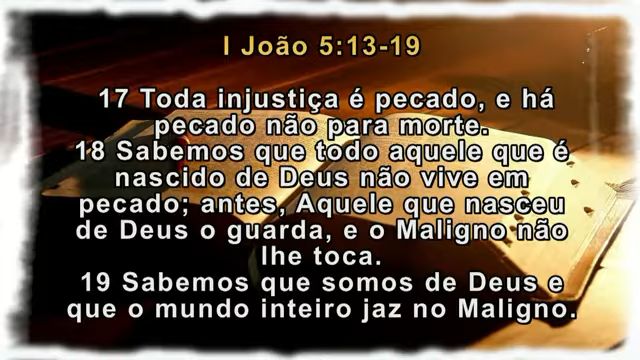 I João 5:13-19
17 Toda injustiça é pecado, e há
pecado não para morte.
18 Sabemos que todo aquele que é
nascido de Deus não vive em
pecado; antes, Aquele que nasceu
de Deus o guarda, e o Maligno não
lhe toca.
19 Sabemos que somos de Deus e
que o mundo inteiro jaz no Maligno.